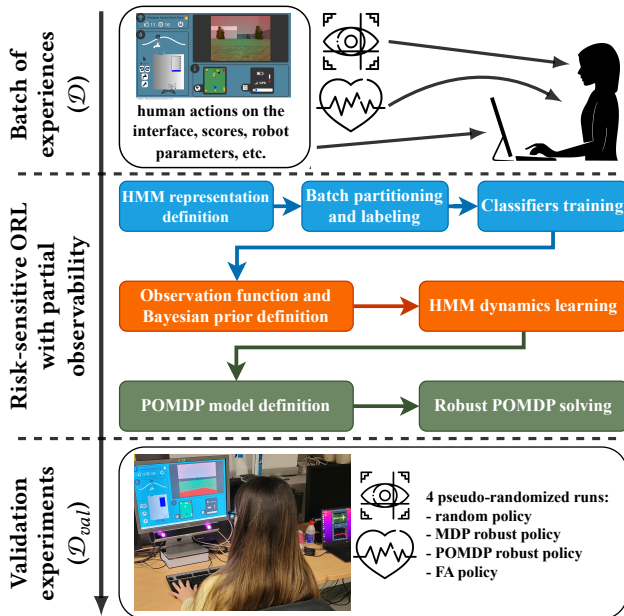 Batch of
experiences
(𝒟)
human actions on the
interface, scores, robot
parameters, etc.
Risk-sensitive ORL
with partial
observability
HMM representation
definition
Batch partitioning
and labeling
Classifiers training
Observation function and
Bayesian prior definition
HMM dynamics learning
POMDP model definition
Robust POMDP solving
Validation
experiments
(𝒟val)
4 pseudo-randomized runs:
- random policy
- MDP robust policy
- POMDP robust policy
- FA policy